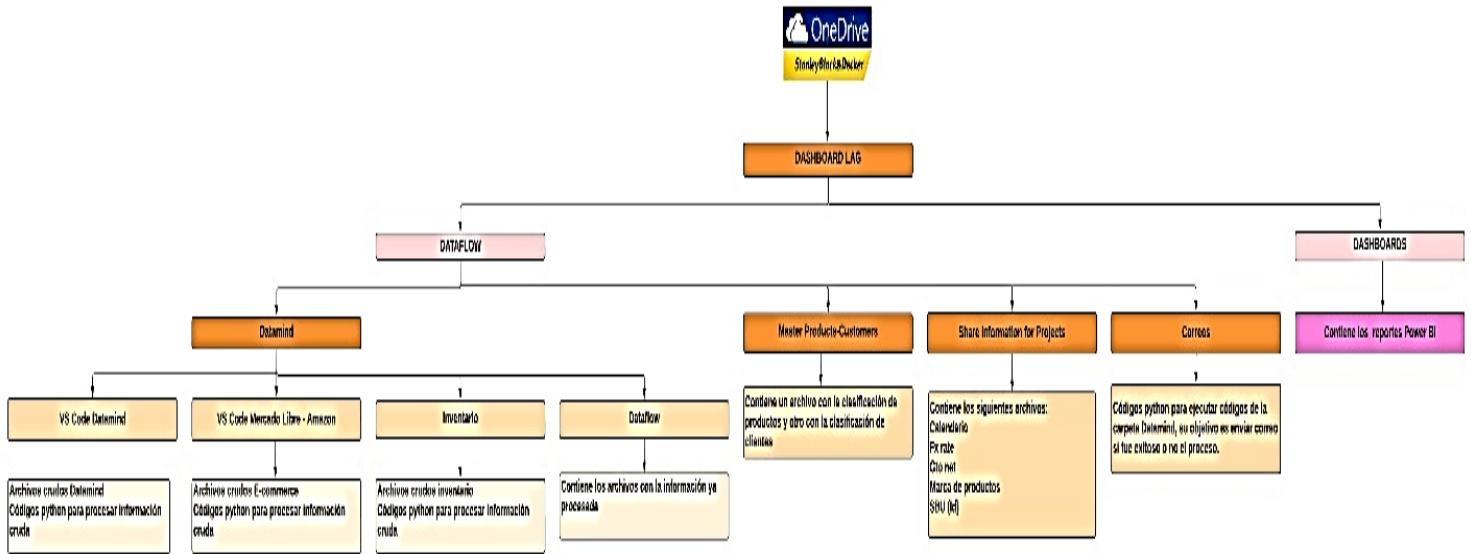 OneDrive
StanleyBlack&Decker
DASHBOARD LAG
DATAFLOW
DASHBOARDS
Datamind
Master Products-Customers
Share Information for Projects
Correos
Contiene los reportes Power BI
VS Code Datamind
VS Code Mercado Libre - Amazon
Inventario
Dataflow
Contiene un archivo con la clasificación de
productos y otro con la clasificación de
clientes
Contiene los siguientes archivos:
Calendario
Fx rate
net
Marca de productos
SBU
Códigos python para ejecutar códigos de la
carpeta Datamind, su objetivo es enviar correo
si fue exitoso o no el proceso.
Archivos crudos Datamind
Códigos python para procesar información
cruda
Archivos crudos E-commerce
Códigos python para procesar información
cruda
Archivos crudos inventario
Códigos python para procesar información
cruda
Contiene los archivos con la información ya
procesada